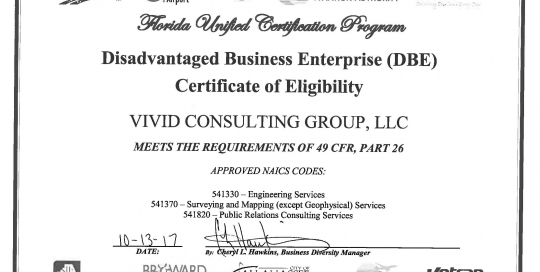 Airport
Florida Unified Certification Program
Disadvantaged Business Enterprise (DBE)
Certificate of Eligibility
VIVID CONSULTING GROUP, LLC
MEETS THE REQUIREMENTS OF 49 CFR, PART 26
APPROVED NAICS CODES:
541330 – Engineering Services
541370 – Surveying and Mapping (except Geophysical) Services
541820 – Public Relations Consulting Services
10-13-17
DATE: By: Cheryl L. Hawkins, Business Diversity Manager